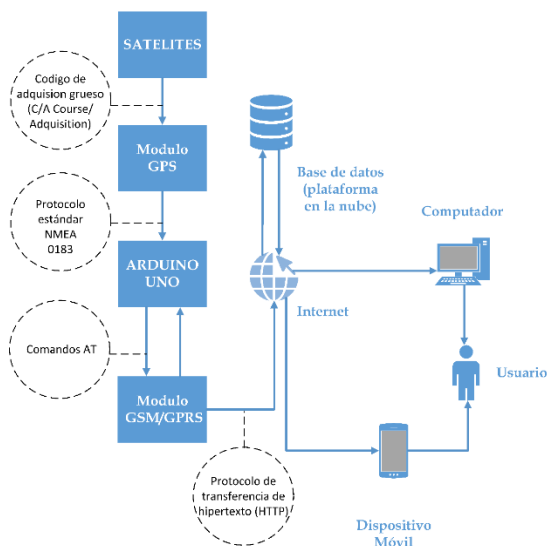 SATELITES
Codigo de
adquision grueso
(C/A Course/
Adquisition)
Modulo
GPS
Protocolo
estándar
NMEA
0183
ARDUINO
UNO
Comandos AT
Modulo
GSM/GPRS
Protocolo de
transferencia de
hipertexto (HTTP)
Base de datos
(plataforma
en la nube)
Internet
Computador
Usuario
Dispositivo
Móvil